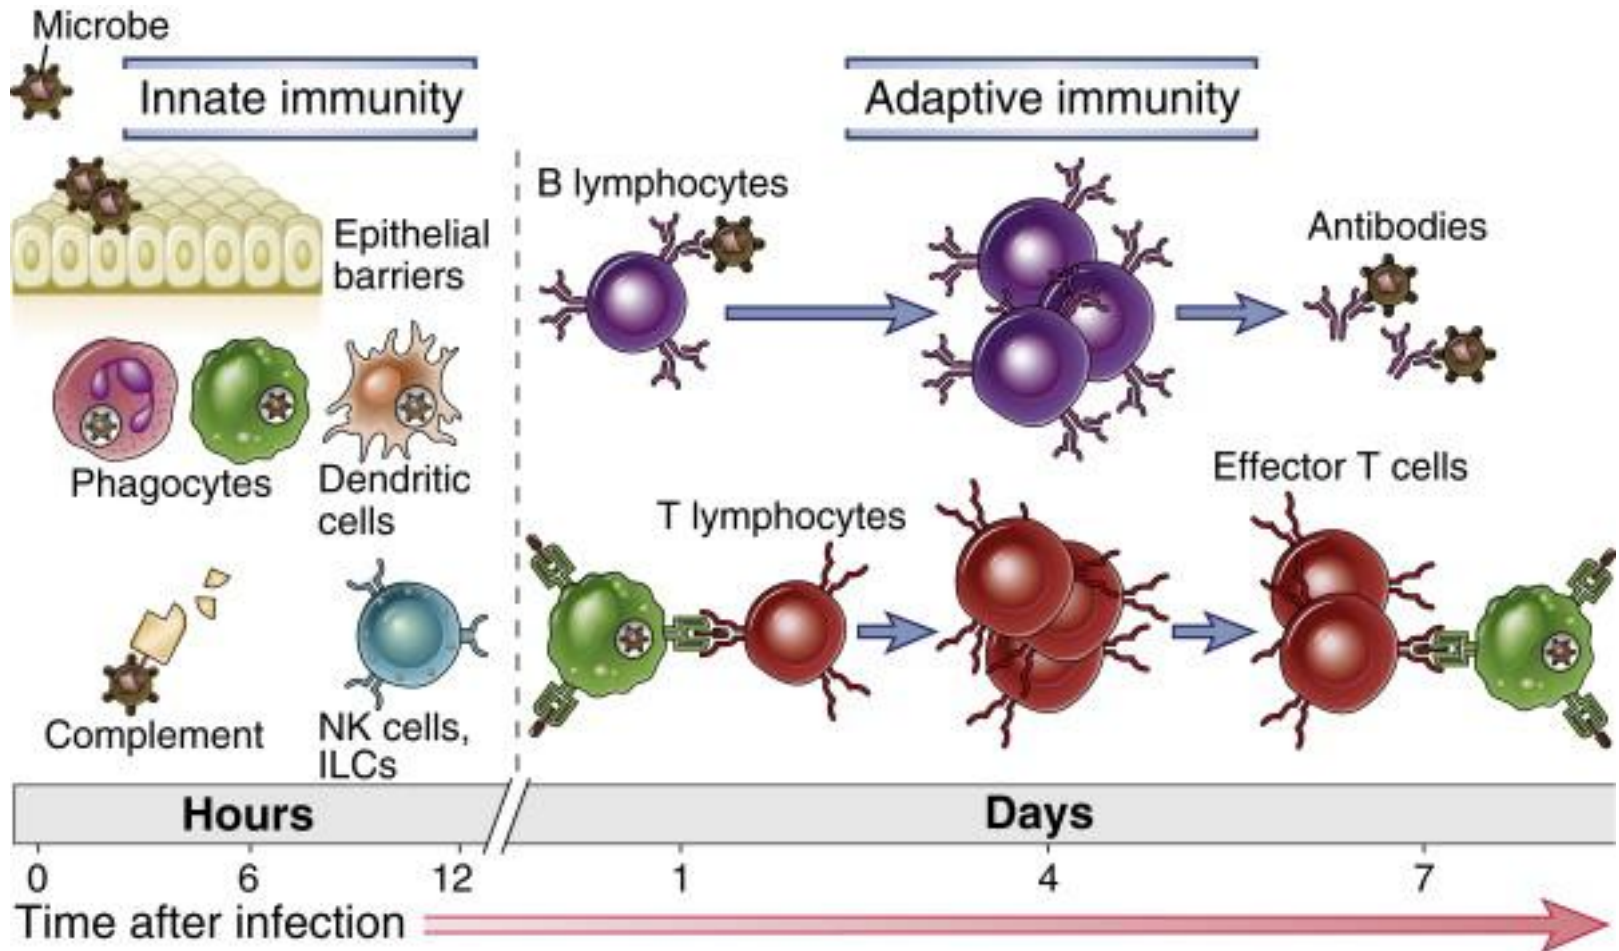 Microbe
Innate immunity
Adaptive immunity
Epithelial
barriers
Phagocytes
Dendritic
cells
Complement
NK cells,
ILCs
B lymphocytes
Antibodies
T lymphocytes
Effector T cells
Hours
Days
0
6
12
1
4
7
Time after infection